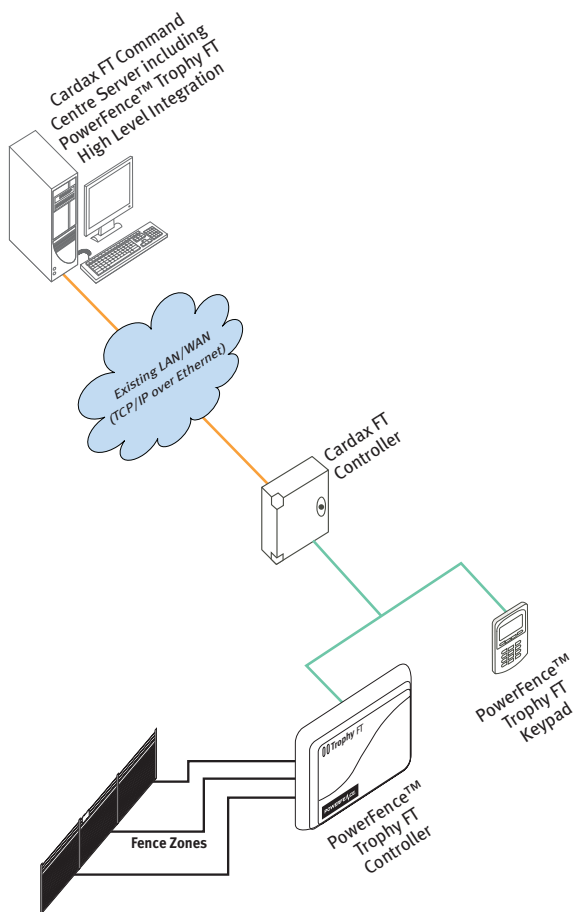 Cardax FT Command
Centre Server including
PowerFence™ Trophy FT
High Level Integration
Existing LAN/WAN
(TCP/IP over Ethernet)
Cardax FT
Controller
PowerFence™
Trophy FT
Keypad
Trophy FT
POWERFENCE
PowerFence™
Trophy FT
Controller
Fence Zones